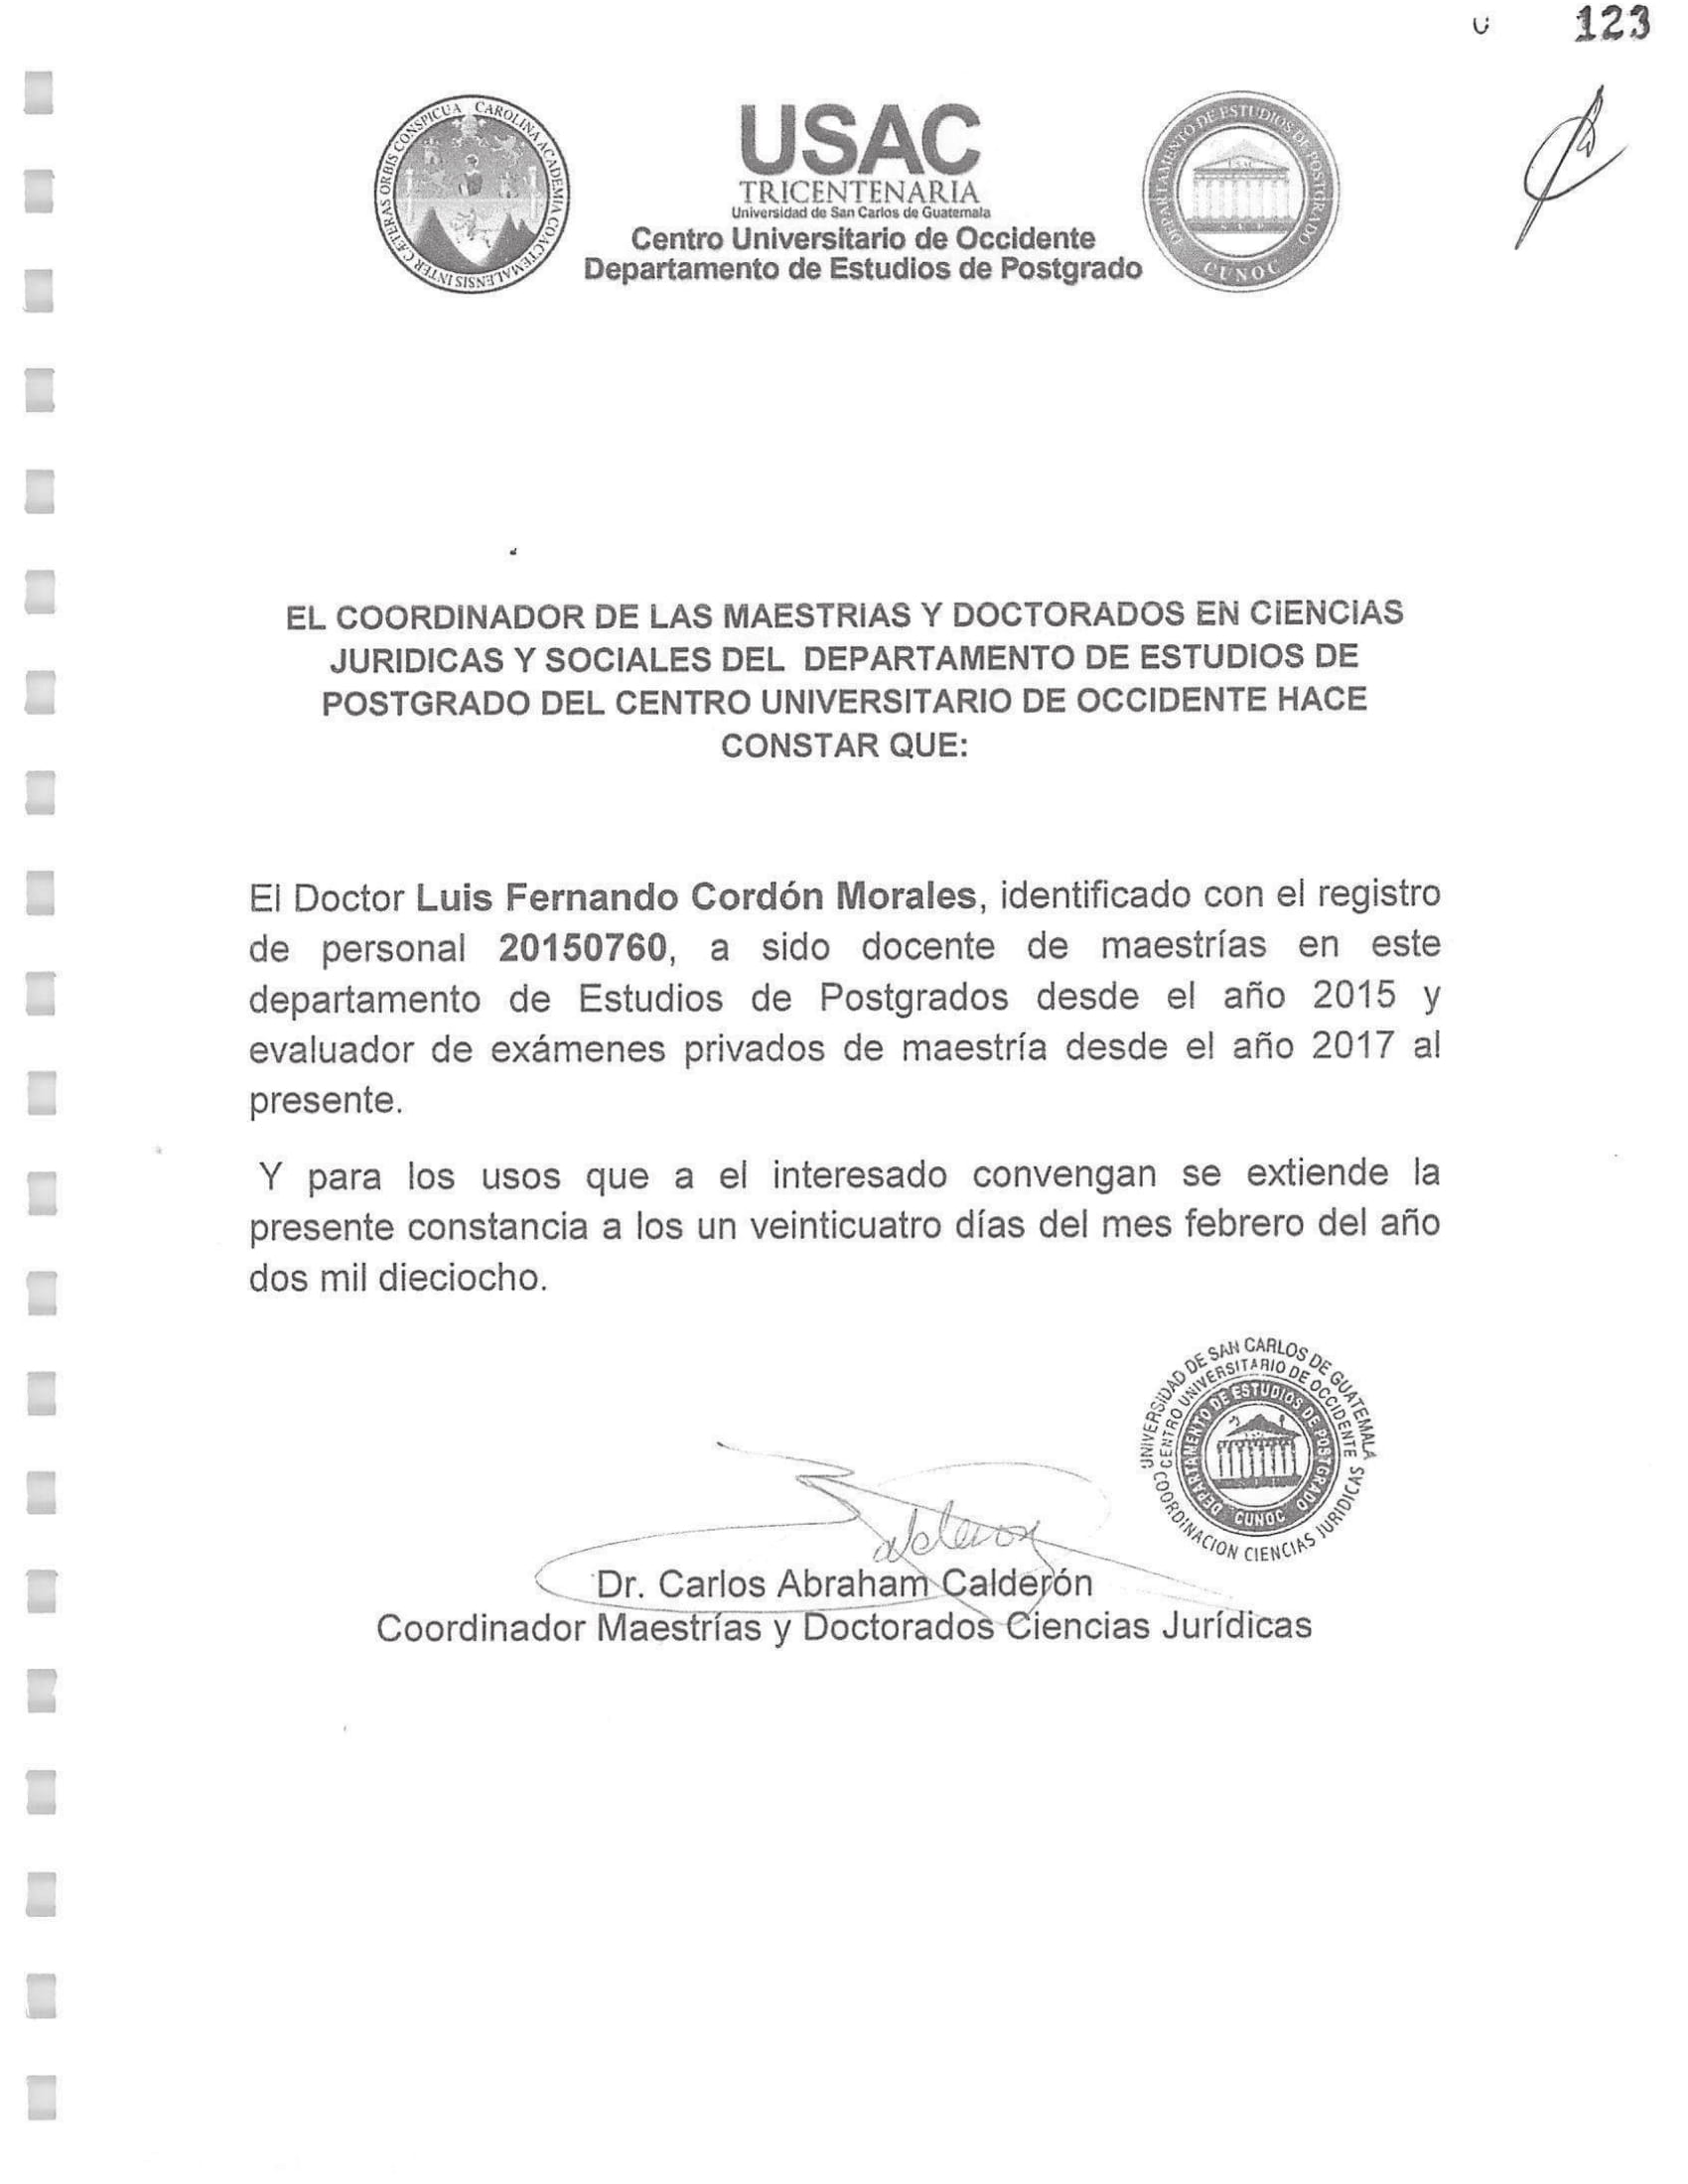 123
INTER CÆTERAS ORBIS CONSPICUA CAROLINA ACADEMIA COACTEMALENSIS
USAC
TRICENTENARIA
Universidad de San Carlos de Guatemala
Centro Universitario de Occidente
Departamento de Estudios de Postgrado
DEPARTAMENTO DE ESTUDIOS DE POSTGRADO
CUNOC
EL COORDINADOR DE LAS MAESTRIAS Y DOCTORADOS EN CIENCIAS
JURIDICAS Y SOCIALES DEL DEPARTAMENTO DE ESTUDIOS DE
POSTGRADO DEL CENTRO UNIVERSITARIO DE OCCIDENTE HACE
CONSTAR QUE:
El Doctor Luis Fernando Cordón Morales, identificado con el registro
de personal 20150760, a sido docente de maestrías en este
departamento de Estudios de Postgrados desde el año 2015 y
evaluador de exámenes privados de maestría desde el año 2017 al
presente.
Y para los usos que a el interesado convengan se extiende la
presente constancia a los un veinticuatro días del mes febrero del año
dos mil dieciocho.
UNIVERSIDAD DE SAN CARLOS DE GUATEMALA
CENTRO UNIVERSITARIO DE OCCIDENTE
DEPARTAMENTO DE ESTUDIOS DE POSTGRADO
CUNOC
COORDINACION CIENCIAS JURIDICAS
Dr. Carlos Abraham Calderón
Coordinador Maestrías y Doctorados Ciencias Jurídicas